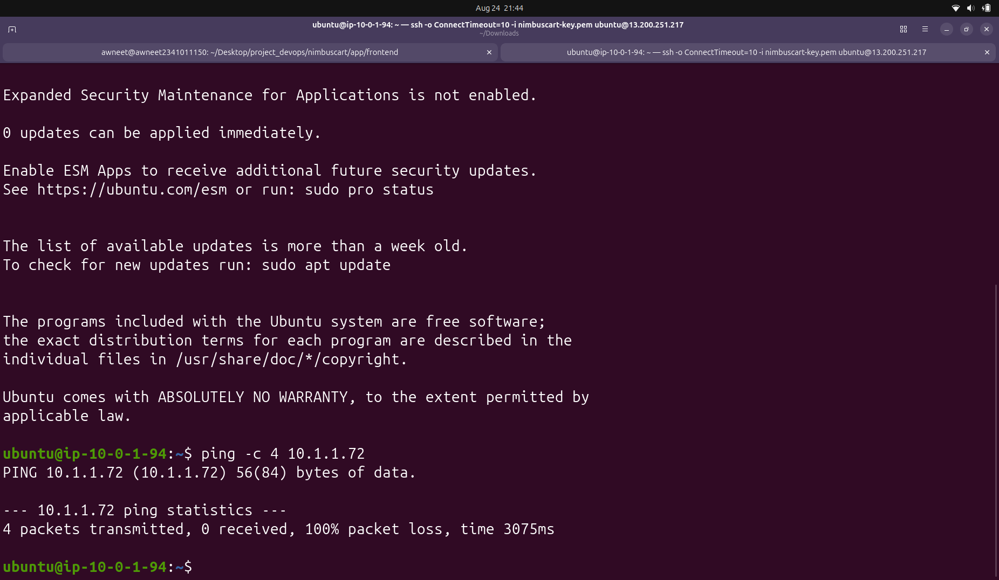 Aug 24 21:44
ubuntu@ip-10-0-1-94: ~ — ssh -o ConnectTimeout=10 -i nimbuscart-key.pem ubuntu@13.200.251.217
~/Downloads
awneet@awneet2341011150: ~/Desktop/project_devops/nimbuscart/app/frontend
ubuntu@ip-10-0-1-94: ~ — ssh -o ConnectTimeout=10 -i nimbuscart-key.pem ubuntu@13.200.251.217
Expanded Security Maintenance for Applications is not enabled.
0 updates can be applied immediately.
Enable ESM Apps to receive additional future security updates.
See https://ubuntu.com/esm or run: sudo pro status
The list of available updates is more than a week old.
To check for new updates run: sudo apt update
The programs included with the Ubuntu system are free software;
the exact distribution terms for each program are described in the
individual files in /usr/share/doc/*/copyright.
Ubuntu comes with ABSOLUTELY NO WARRANTY, to the extent permitted by
applicable law.
ubuntu@ip-10-0-1-94:~$ ping -c 4 10.1.1.72
PING 10.1.1.72 (10.1.1.72) 56(84) bytes of data.
--- 10.1.1.72 ping statistics ---
4 packets transmitted, 0 received, 100% packet loss, time 3075ms
ubuntu@ip-10-0-1-94:~$